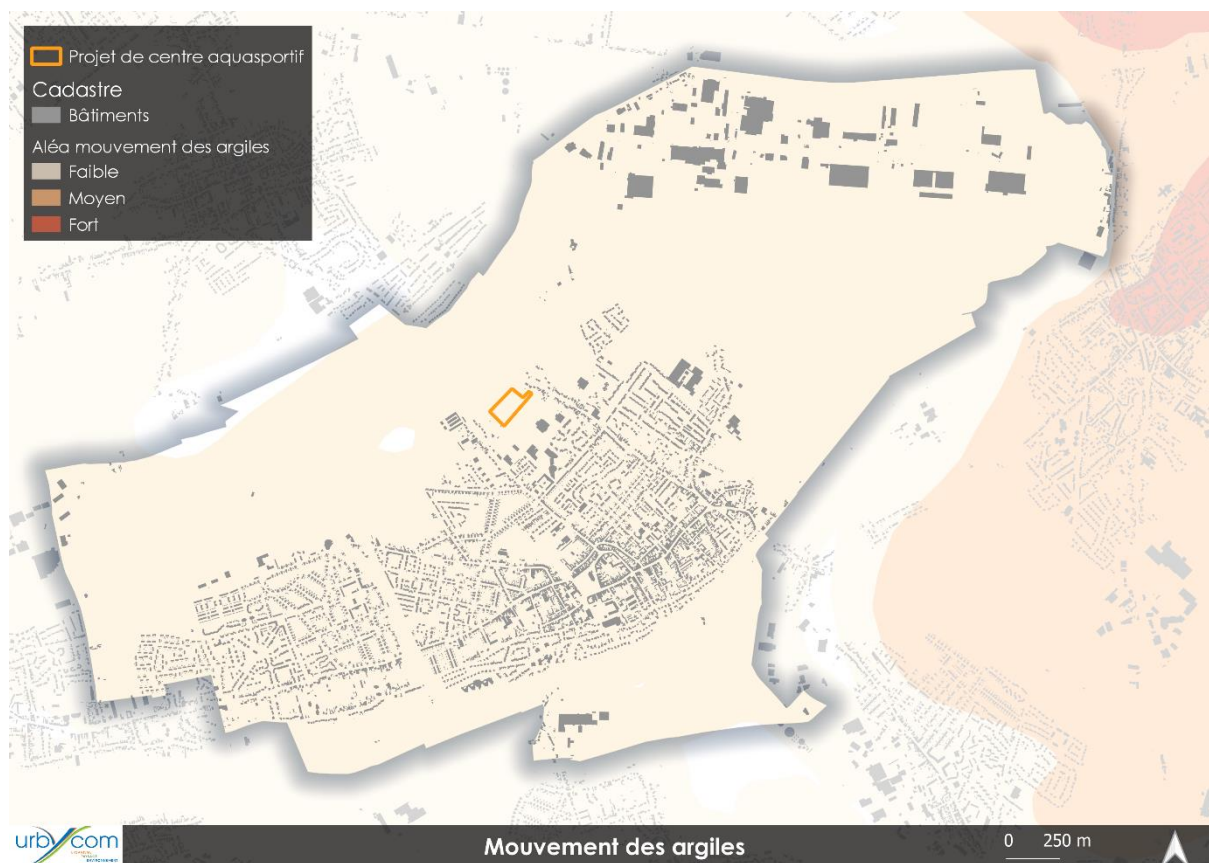 Projet de centre aquasportif
Cadastre
Bâtiments
Aléa mouvement des argiles
Faible
Moyen
Fort
urbycom
ENVIRONNEMENT
Mouvement des argiles
0 250 m